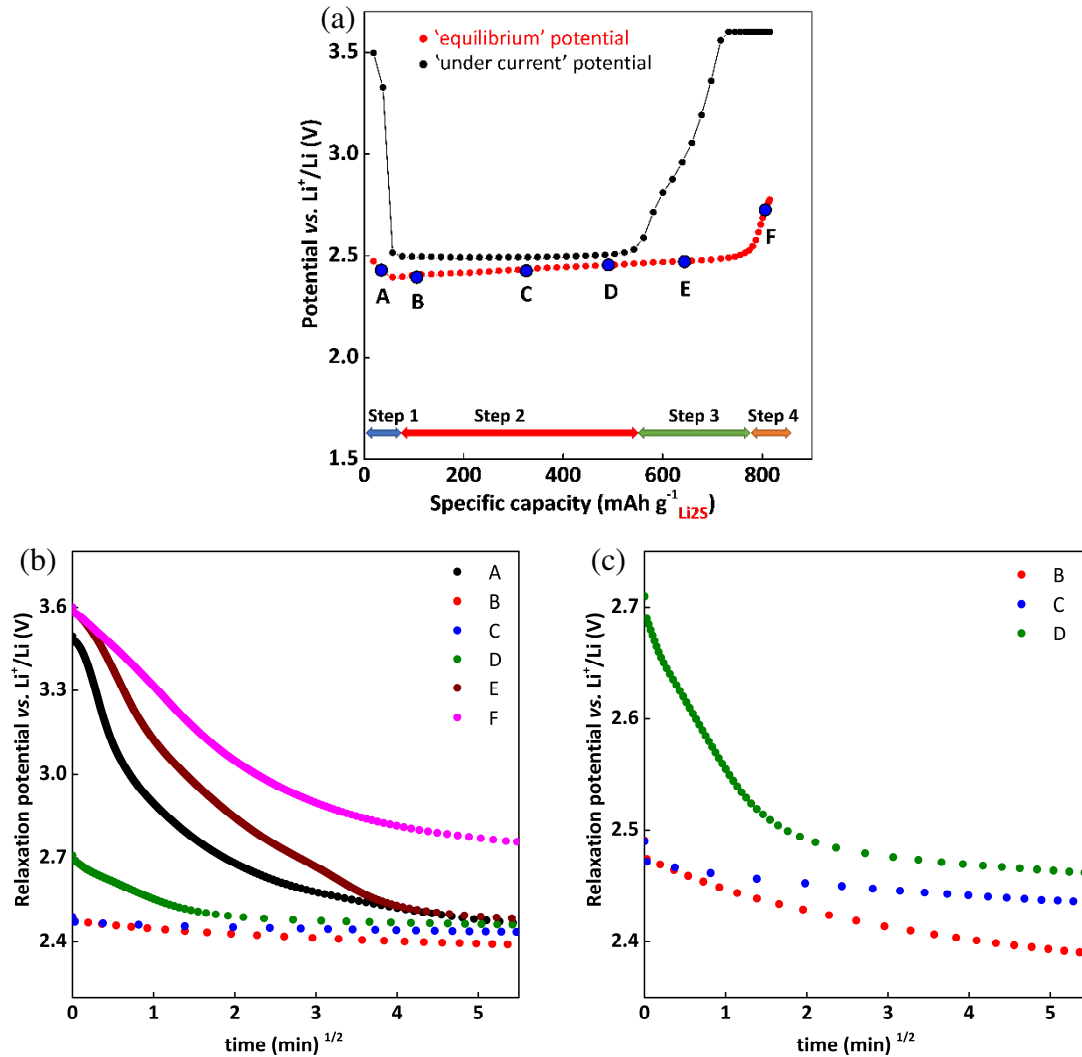 (a)
'equilibrium' potential
'under current' potential
Potential vs. Li+/Li (V)
3.5
3.0
2.5
2.0
1.5
A
B
C
D
E
F
Step 1
Step 2
Step 3
Step 4
0
200
400
600
800
Specific capacity (mAh g-1Li2S)
(b)
A
B
C
D
E
F
Relaxation potential vs. Li+/Li (V)
3.6
3.3
3.0
2.7
2.4
0
1
2
3
4
5
time (min) 1/2
(c)
B
C
D
Relaxation potential vs. Li+/Li (V)
2.7
2.6
2.5
2.4
0
1
2
3
4
5
time (min) 1/2